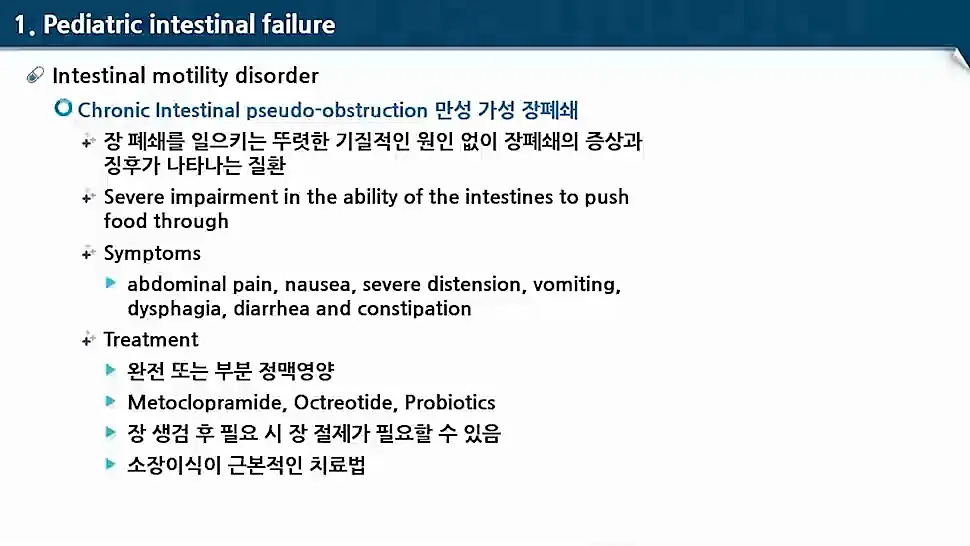 1. Pediatric intestinal failure
Intestinal motility disorder
Chronic Intestinal pseudo-obstruction 만성 가성 장폐쇄
장 폐쇄를 일으키는 뚜렷한 기질적인 원인 없이 장폐쇄의 증상과
징후가 나타나는 질환
Severe impairment in the ability of the intestines to push
food through
Symptoms
abdominal pain, nausea, severe distension, vomiting,
dysphagia, diarrhea and constipation
Treatment
완전 또는 부분 정맥영양
Metoclopramide, Octreotide, Probiotics
장 생검 후 필요 시 장 절제가 필요할 수 있음
소장이식이 근본적인 치료법